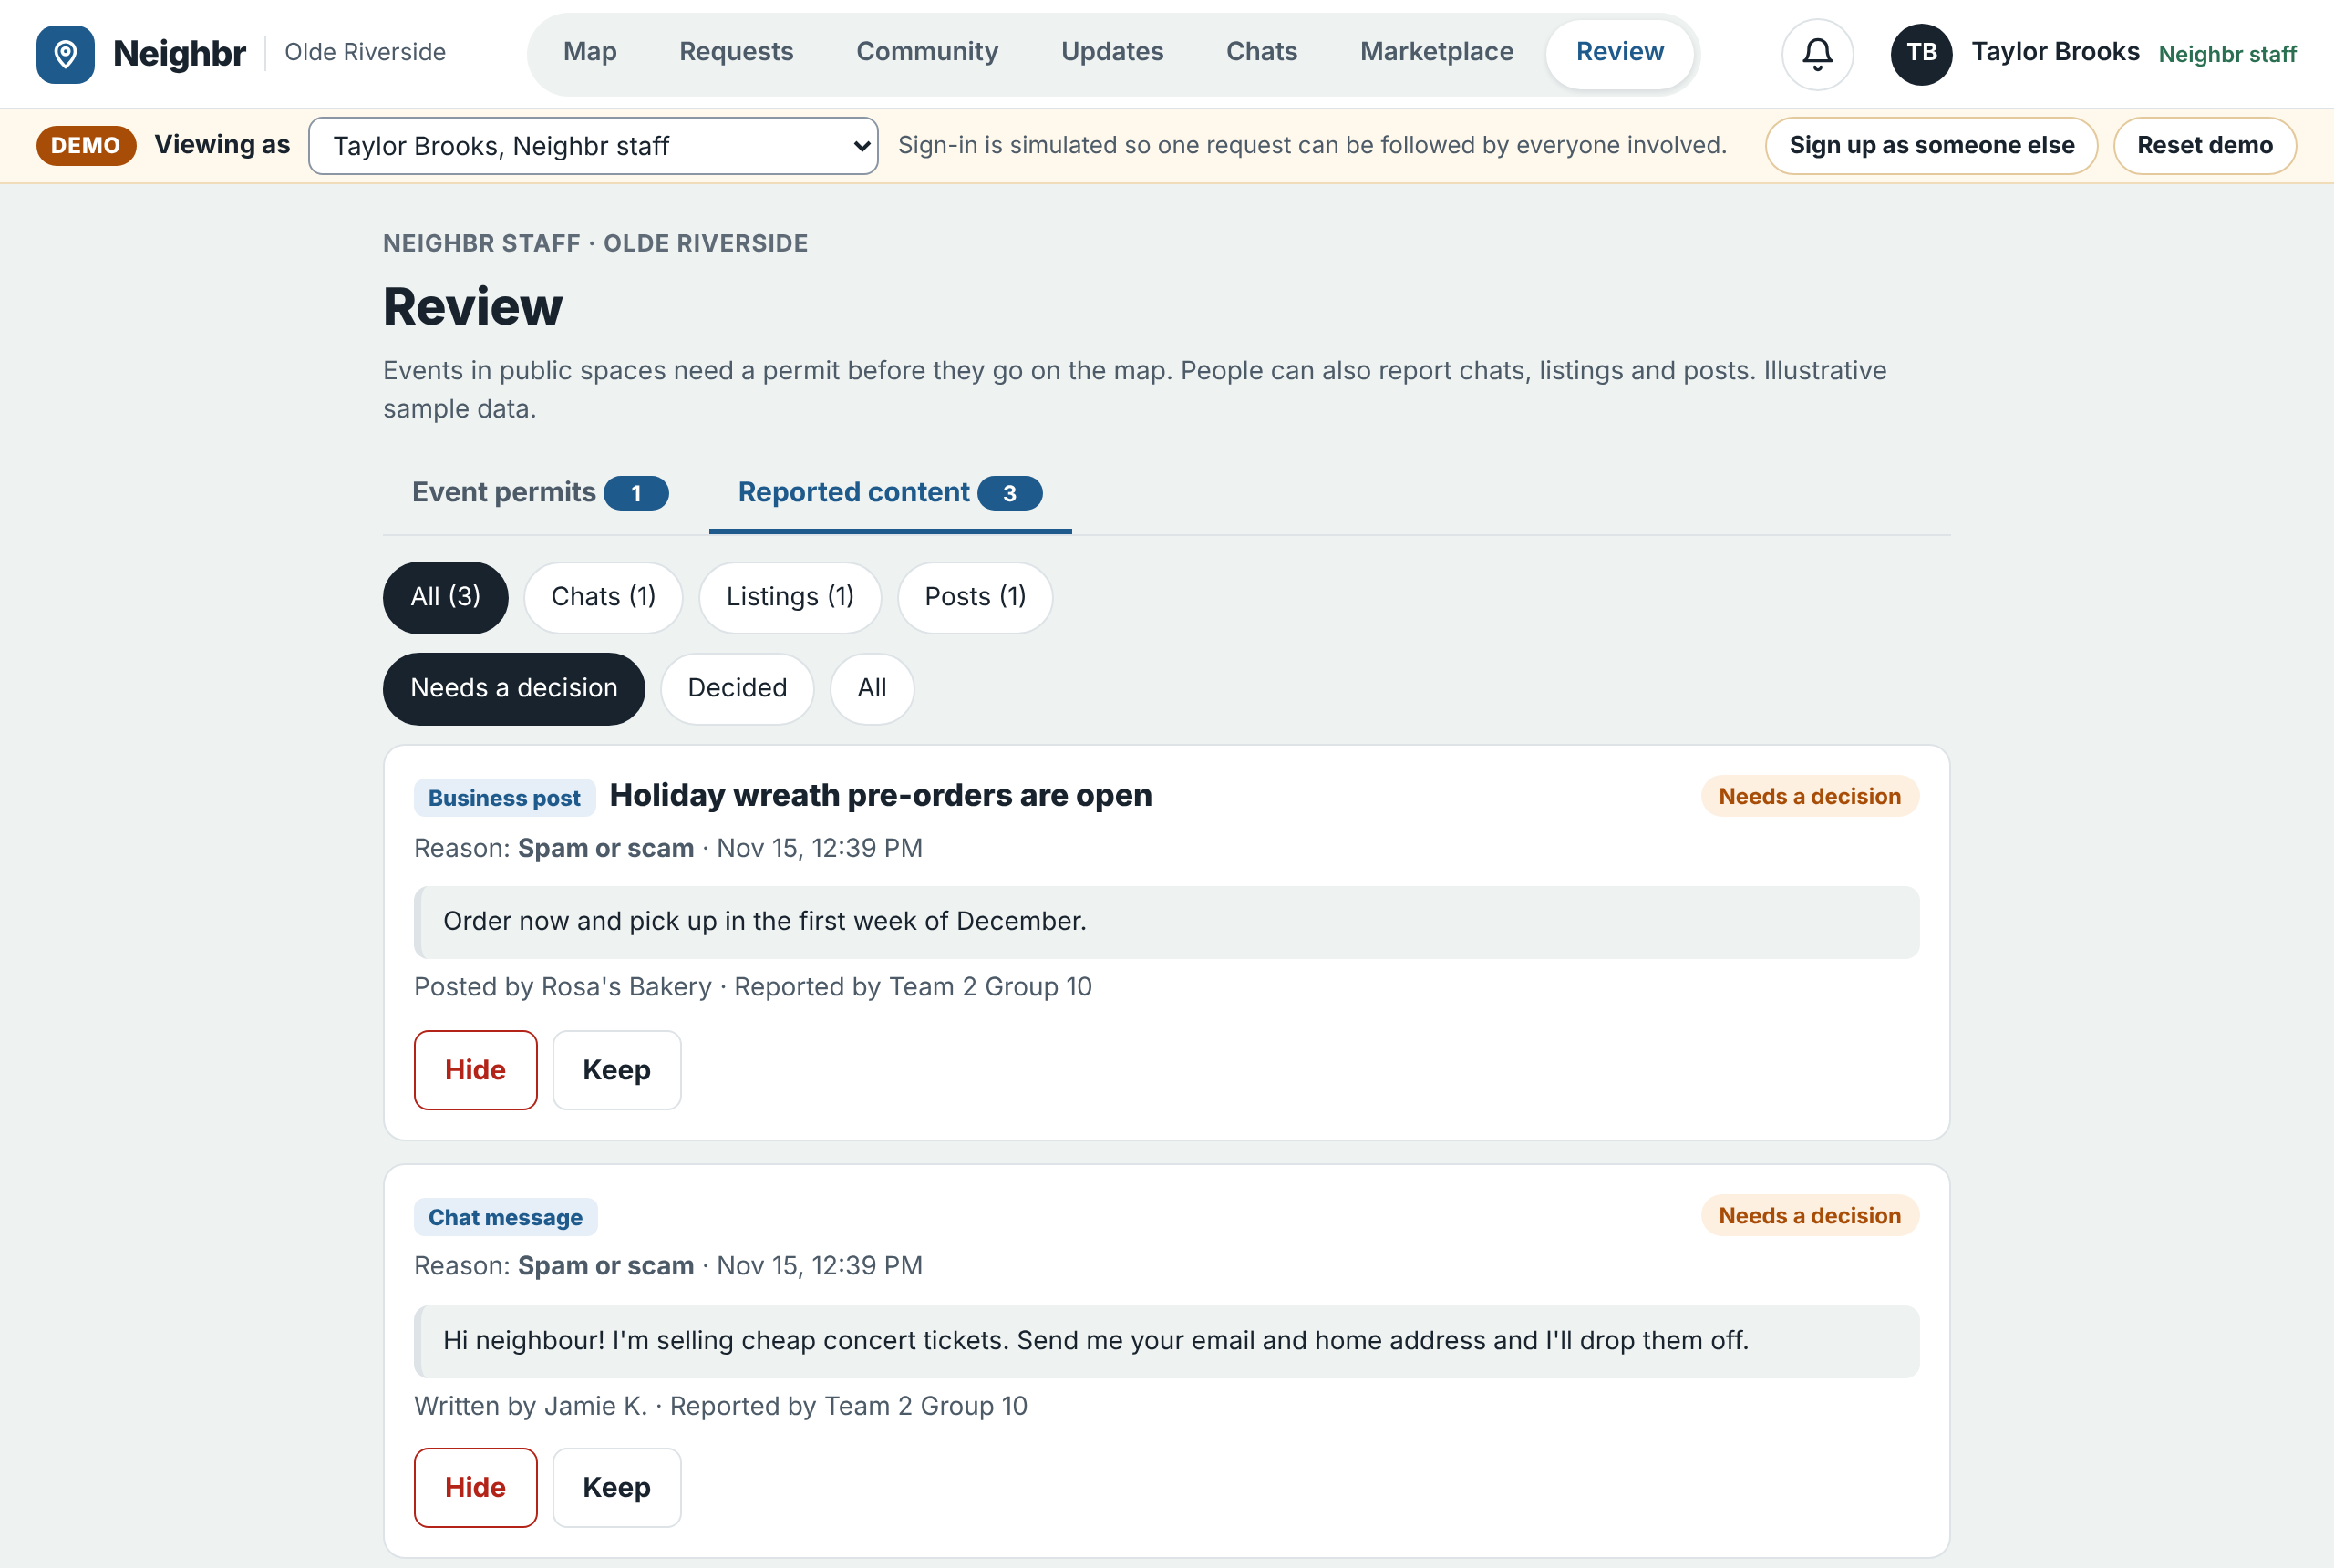 Neighbr
Olde Riverside
Map
Requests
Community
Updates
Chats
Marketplace
Review
TB
Taylor Brooks
Neighbr staff
DEMO
Viewing as
Taylor Brooks, Neighbr staff
Sign-in is simulated so one request can be followed by everyone involved.
Sign up as someone else
Reset demo
NEIGHBR STAFF · OLDE RIVERSIDE
Review
Events in public spaces need a permit before they go on the map. People can also report chats, listings and posts. Illustrative
sample data.
Event permits 1
Reported content 3
All (3)
Chats (1)
Listings (1)
Posts (1)
Needs a decision
Decided
All
Business post
Holiday wreath pre-orders are open
Needs a decision
Reason: Spam or scam · Nov 15, 12:39 PM
Order now and pick up in the first week of December.
Posted by Rosa's Bakery · Reported by Team 2 Group 10
Hide
Keep
Chat message
Needs a decision
Reason: Spam or scam · Nov 15, 12:39 PM
Hi neighbour! I'm selling cheap concert tickets. Send me your email and home address and I'll drop them off.
Written by Jamie K. · Reported by Team 2 Group 10
Hide
Keep